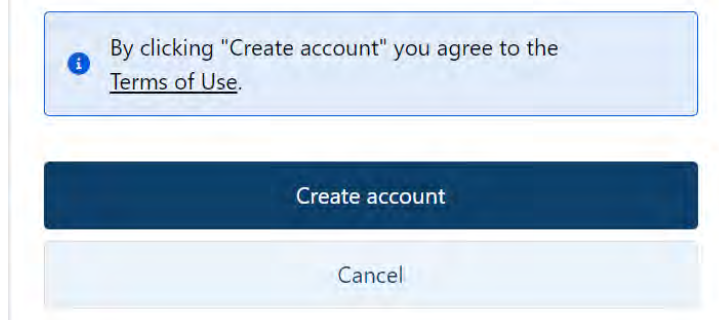 By clicking "Create account" you agree to the
Terms of Use.
Create account
Cancel